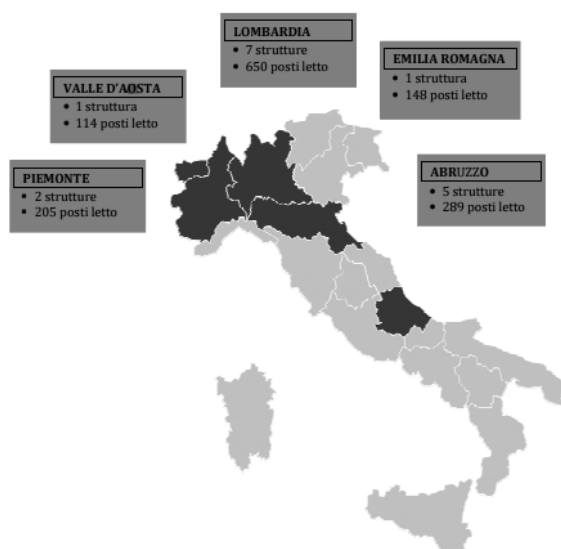 LOMBARDIA
• 7 strutture
• 650 posti letto
EMILIA ROMAGNA
• 1 struttura
• 148 posti letto
VALLE D'AOSTA
• 1 struttura
• 114 posti letto
PIEMONTE
▪ 2 strutture
▪ 205 posti letto
ABRUZZO
• 5 strutture
• 289 posti letto